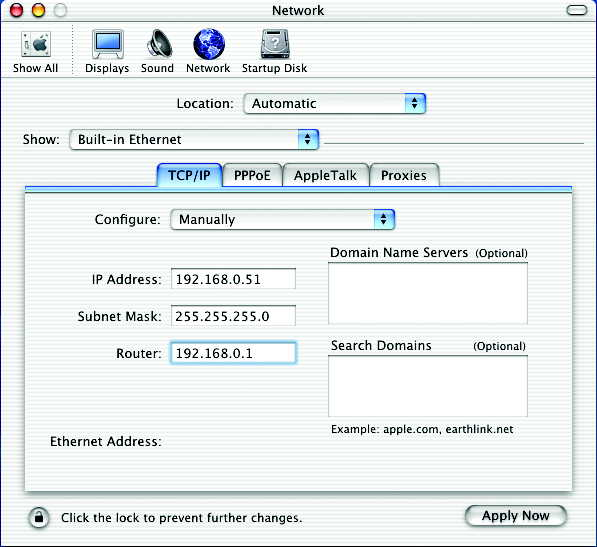 Network
Show All Displays Sound Network Startup Disk
Location: Automatic
Show: Built-in Ethernet
TCP/IP PPPoE AppleTalk Proxies
Configure: Manually
Domain Name Servers (Optional)
IP Address: 192.168.0.51
Subnet Mask: 255.255.255.0
Router: 192.168.0.1
Search Domains (Optional)
Example: apple.com, earthlink.net
Ethernet Address:
Click the lock to prevent further changes.
Apply Now